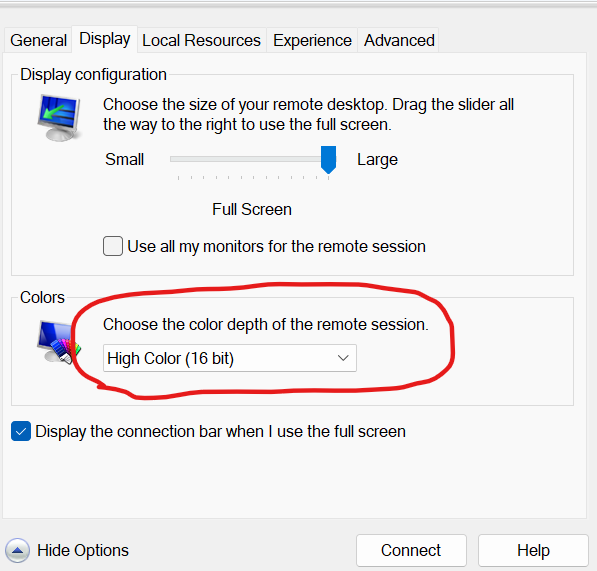 General Display Local Resources Experience Advanced
Display configuration
Choose the size of your remote desktop. Drag the slider all
the way to the right to use the full screen.
Small Large
Full Screen
Use all my monitors for the remote session
Colors
Choose the color depth of the remote session.
High Color (16 bit)
Display the connection bar when I use the full screen
Hide Options Connect Help